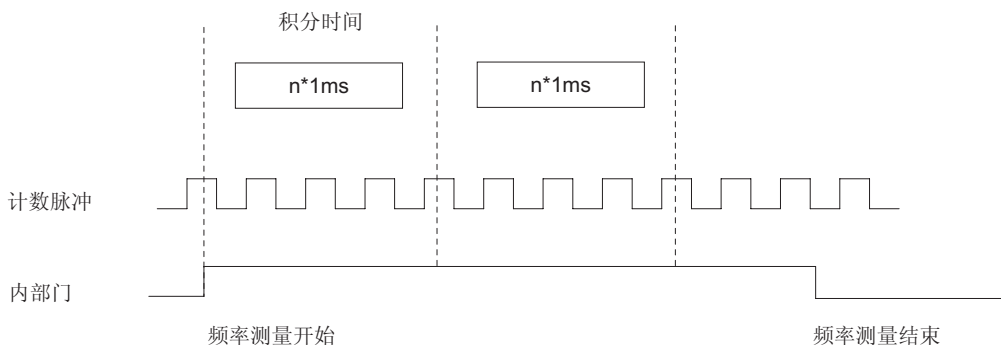 积分时间
n*1ms
n*1ms
计数脉冲
内部门
频率测量开始
频率测量结束